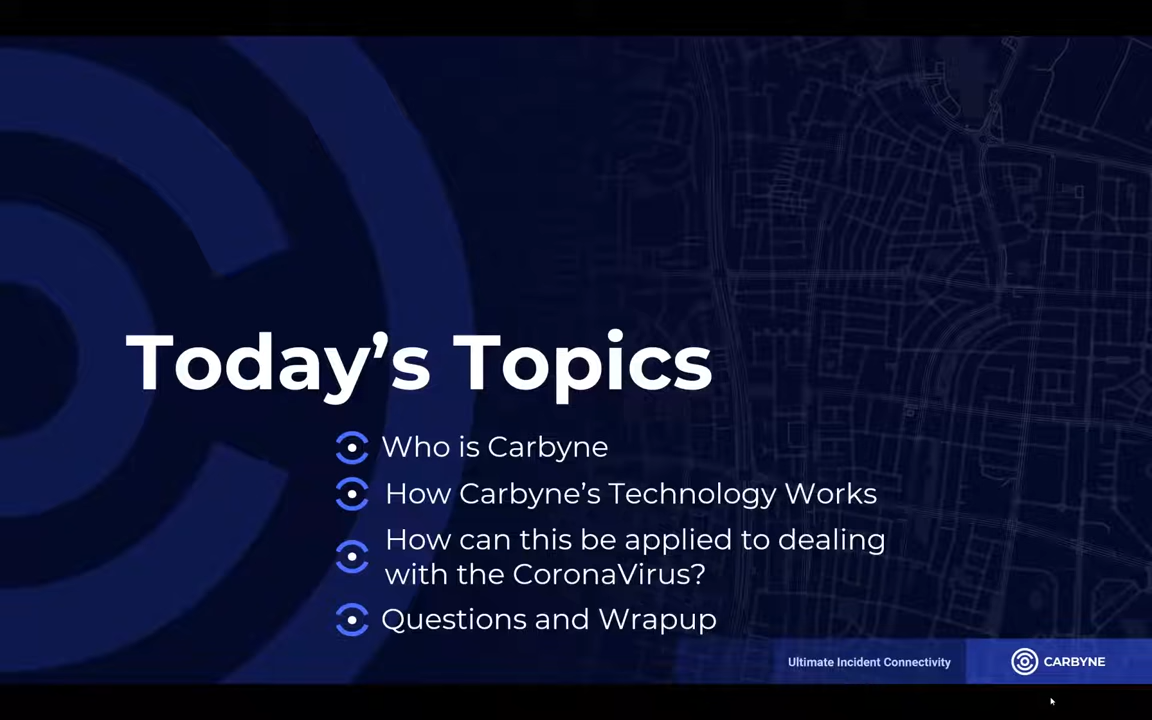 Today’s Topics
Who is Carbyne
How Carbyne’s Technology Works
How can this be applied to dealing
with the CoronaVirus?
Questions and Wrapup
Ultimate Incident Connectivity
CARBYNE